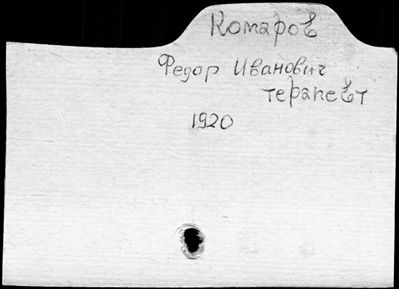 Комаров
Федор Иванович
терапевт
1920